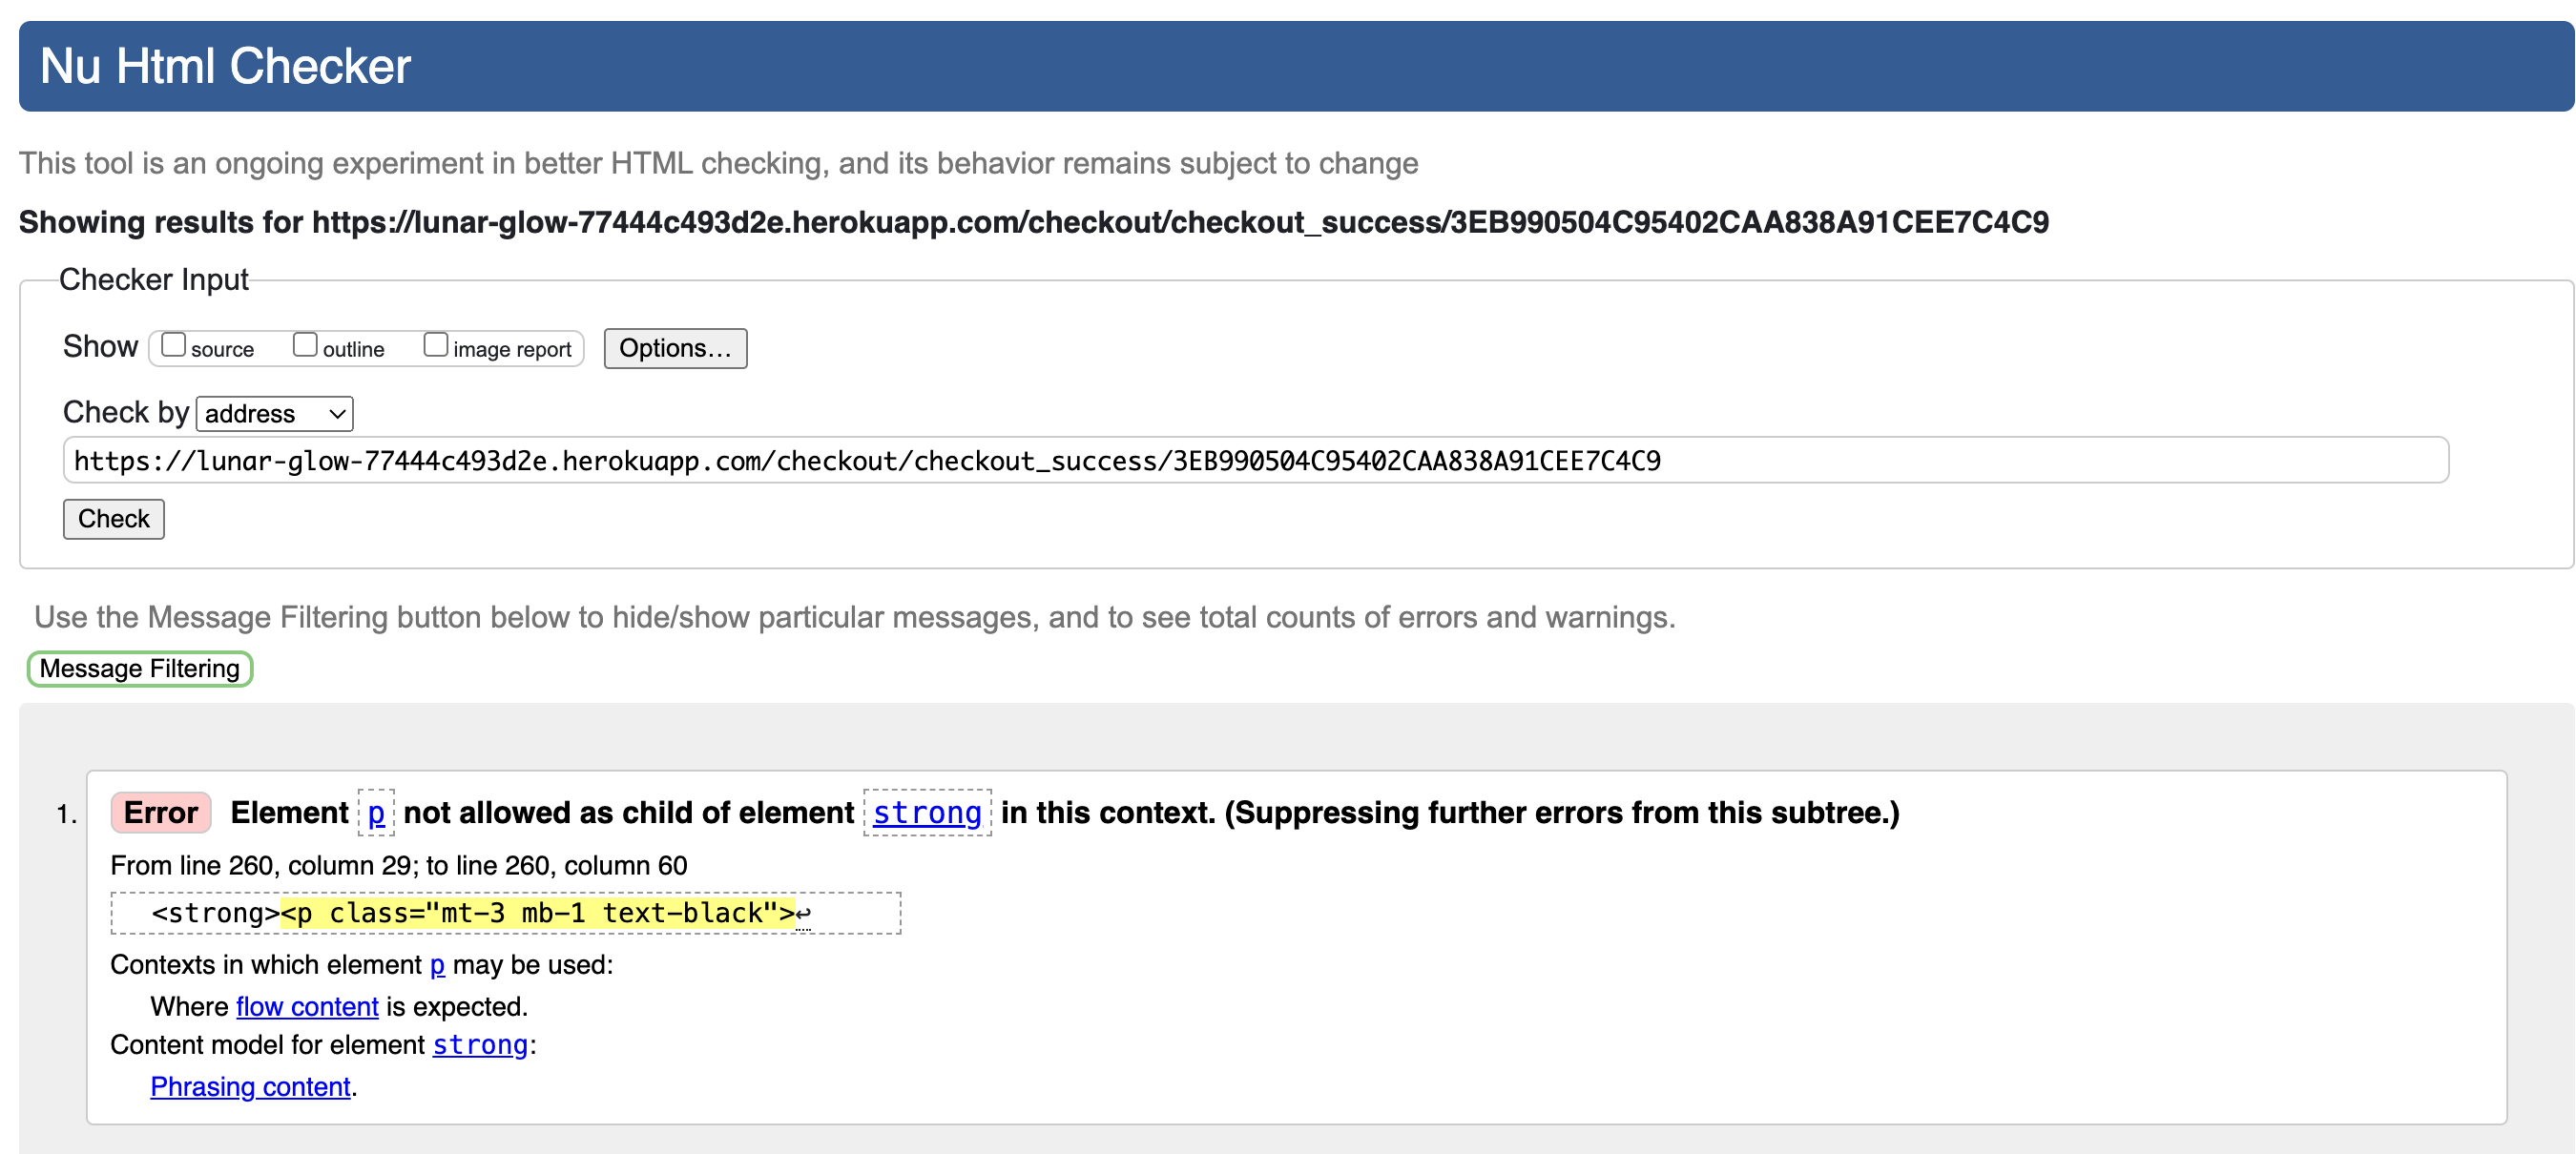 Nu Html Checker
This tool is an ongoing experiment in better HTML checking, and its behavior remains subject to change
Showing results for https://lunar-glow-77444c493d2e.herokuapp.com/checkout/checkout_success/3EB990504C95402CAA838A91CEE7C4C9
Checker Input
Show source outline image report Options...
Check by address
https://lunar-glow-77444c493d2e.herokuapp.com/checkout/checkout_success/3EB990504C95402CAA838A91CEE7C4C9
Check
Use the Message Filtering button below to hide/show particular messages, and to see total counts of errors and warnings.
Message Filtering
1. Error Element p not allowed as child of element strong in this context. (Suppressing further errors from this subtree.)
From line 260, column 29; to line 260, column 60
<strong><p class="mt-3 mb-1 text-black">↩
Contexts in which element p may be used:
Where flow content is expected.
Content model for element strong:
Phrasing content.